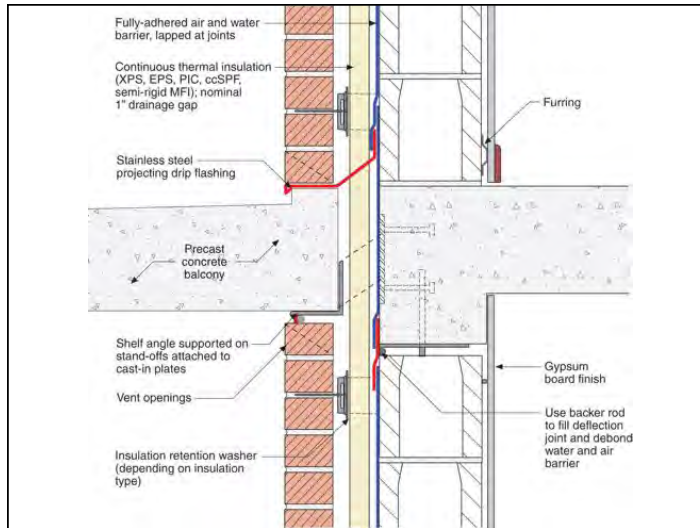 Fully-adhered air and water
barrier, lapped at joints
Continuous thermal insulation
(XPS, EPS, PIC, ccSPF,
semi-rigid MFI); nominal
1" drainage gap
Furring
Stainless steel
projecting drip flashing
Precast
concrete
balcony
Shelf angle supported on
stand-offs attached to
cast-in plates
Vent openings
Insulation retention washer
(depending on insulation
type)
Gypsum
board finish
Use backer rod
to fill deflection
joint and debond
water and air
barrier